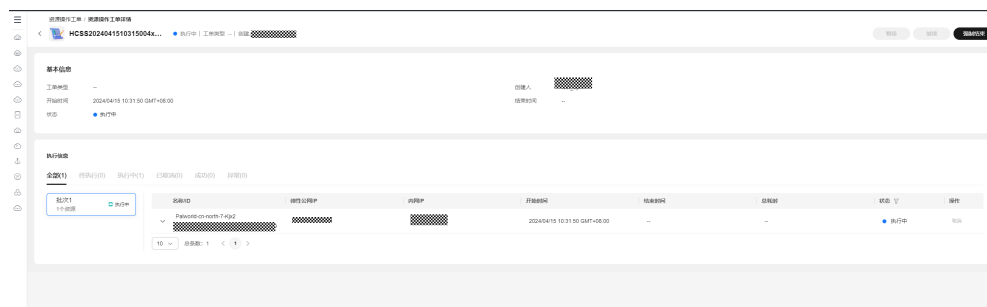 资源操作工单 / 资源操作工单详情
HCSS2024041510315004x... 执行中 | 工单类型 -- | 创建
强制结束
基本信息
工单类型 --
创建人
开始时间 2024/04/15 10:31:50 GMT+08:00
结束时间 --
状态 执行中
执行信息
全部(1) 待执行(0) 执行中(1) 已取消(0) 成功(0) 异常(0)
批次1
1个资源
执行中
名称/ID 弹性公网IP 内网IP 开始时间 结束时间 总耗时 状态 操作
Palworld-cn-north-7-Kjx2
2024/04/15 10:31:50 GMT+08:00 -- -- 执行中
10 总条数: 1 < 1 >